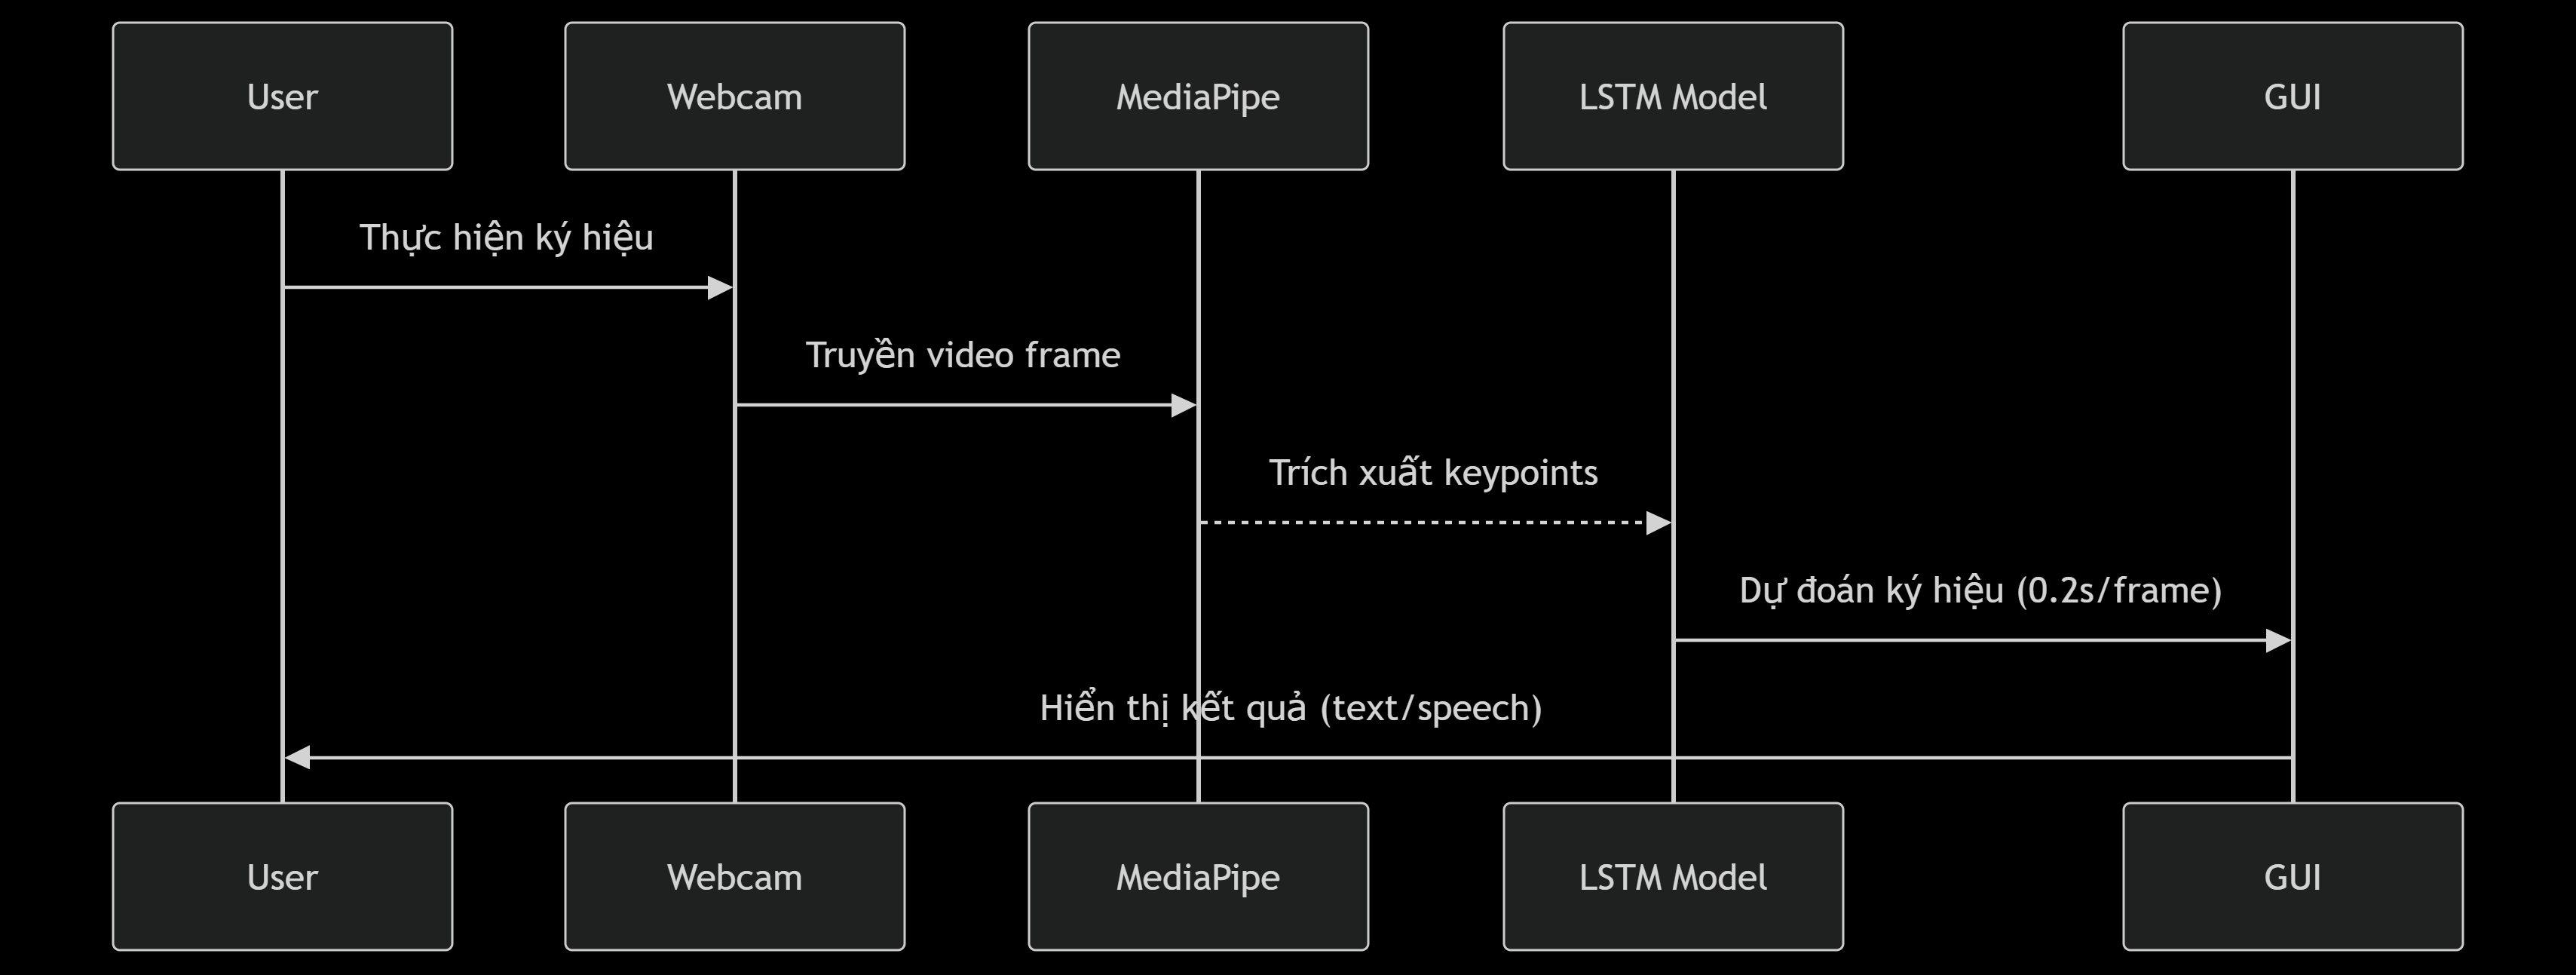 User
Webcam
MediaPipe
LSTM Model
GUI
Thực hiện ký hiệu
Truyền video frame
Trích xuất keypoints
Dự đoán ký hiệu (0.2s/frame)
Hiển thị kết quả (text/speech)
User
Webcam
MediaPipe
LSTM Model
GUI